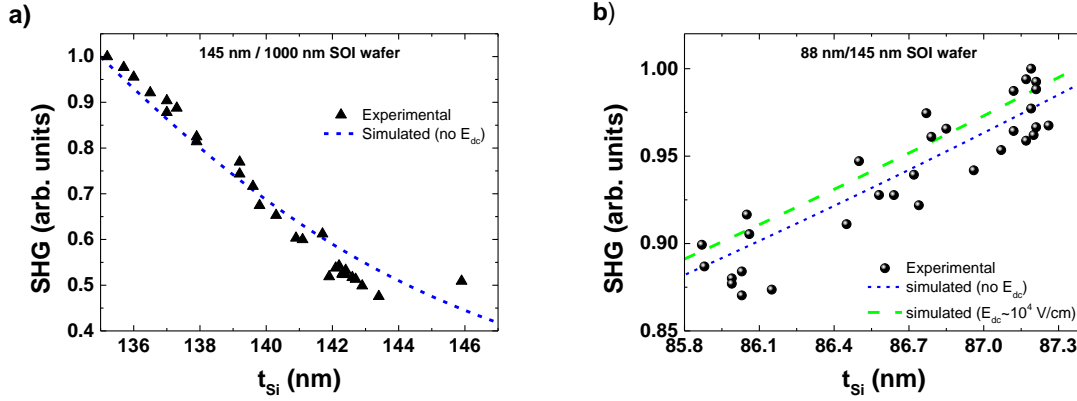 a)
145 nm / 1000 nm SOI wafer
Experimental
Simulated (no E_dc)
SHG (arb. units)
1.0
0.9
0.8
0.7
0.6
0.5
0.4
136 138 140 142 144 146
t_Si (nm)
b)
88 nm/145 nm SOI wafer
Experimental
simulated (no E_dc)
simulated (E_dc~10^4 V/cm)
SHG (arb. units)
1.00
0.95
0.90
0.85
85.8 86.1 86.4 86.7 87.0 87.3
t_Si (nm)